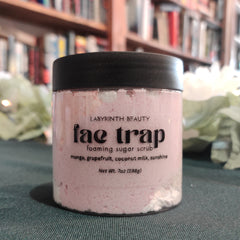 LABYRINTH BEAUTY
fae trap
foaming sugar scrub
mango, grapefruit, coconut milk, sunshine
Net Wt. 7oz (198g)